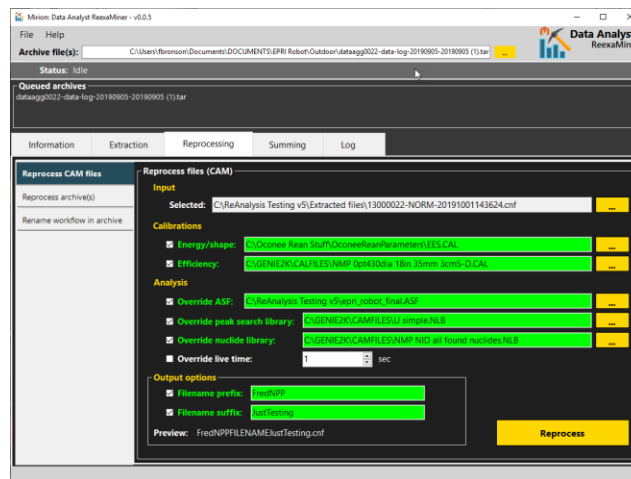 Mirion: Data Analyst ReexaMiner - v0.0.5
File Help
Data Analyst
ReexaMiner
Archive file(s): C:\Users\fbronson\Documents\DOCUMENTS\EPRI Robot\Outdoor\dataagg0022-data-log-20190905-20190905 (1).tar ...
Status: Idle
Queued archives
dataagg0022-data-log-20190905-20190905 (1).tar
Information Extraction Reprocessing Summing Log
Reprocess CAM files
Reprocess archive(s)
Rename workflow in archive
Reprocess files (CAM)
Input
Selected: C:\ReAnalysis Testing v5\Extracted files\13000022-NORM-20191001143624.cnf ...
Calibrations
Energy/shape: C:\Oconee Rean Stuff\OconeeReanParameters\EES.CAL ...
Efficiency: C:\GENIE2K\CALFILES\NMP 0pt430dia 1Bin 35mm 3cmS-D.CAL ...
Analysis
Override ASF: C:\ReAnalysis Testing v5\epri_robot_final.ASF ...
Override peak search library: C:\GENIE2K\CAMFILES\U simple.NLB ...
Override nuclide library: C:\GENIE2K\CAMFILES\NMP NID all found nuclides.NLB ...
Override live time: 1 sec
Output options
Filename prefix: FredNPP
Filename suffix: JustTesting
Preview: FredNPPFILENAMEJustTesting.cnf
Reprocess